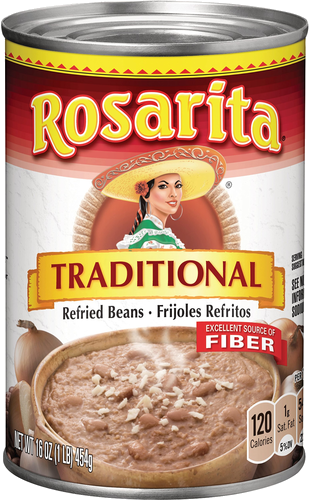 Rosarita
®
TRADITIONAL
Refried Beans · Frijoles Refritos
EXCELLENT SOURCE OF
FIBER
120
Calories
1g
Sat. Fat
5% DV
NET WT 16 OZ (1 LB) 454g